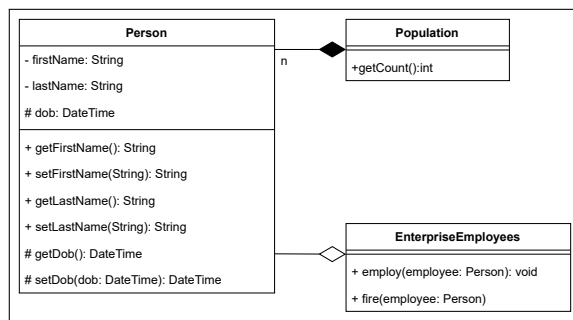 Person
- firstName: String
- lastName: String
# dob: DateTime
+ getFirstName(): String
+ setFirstName(String): String
+ getLastName(): String
+ setLastName(String): String
# getDob(): DateTime
# setDob(dob: DateTime): DateTime
n
Population
+getCount():int
EnterpriseEmployees
+ employ(employee: Person): void
+ fire(employee: Person)